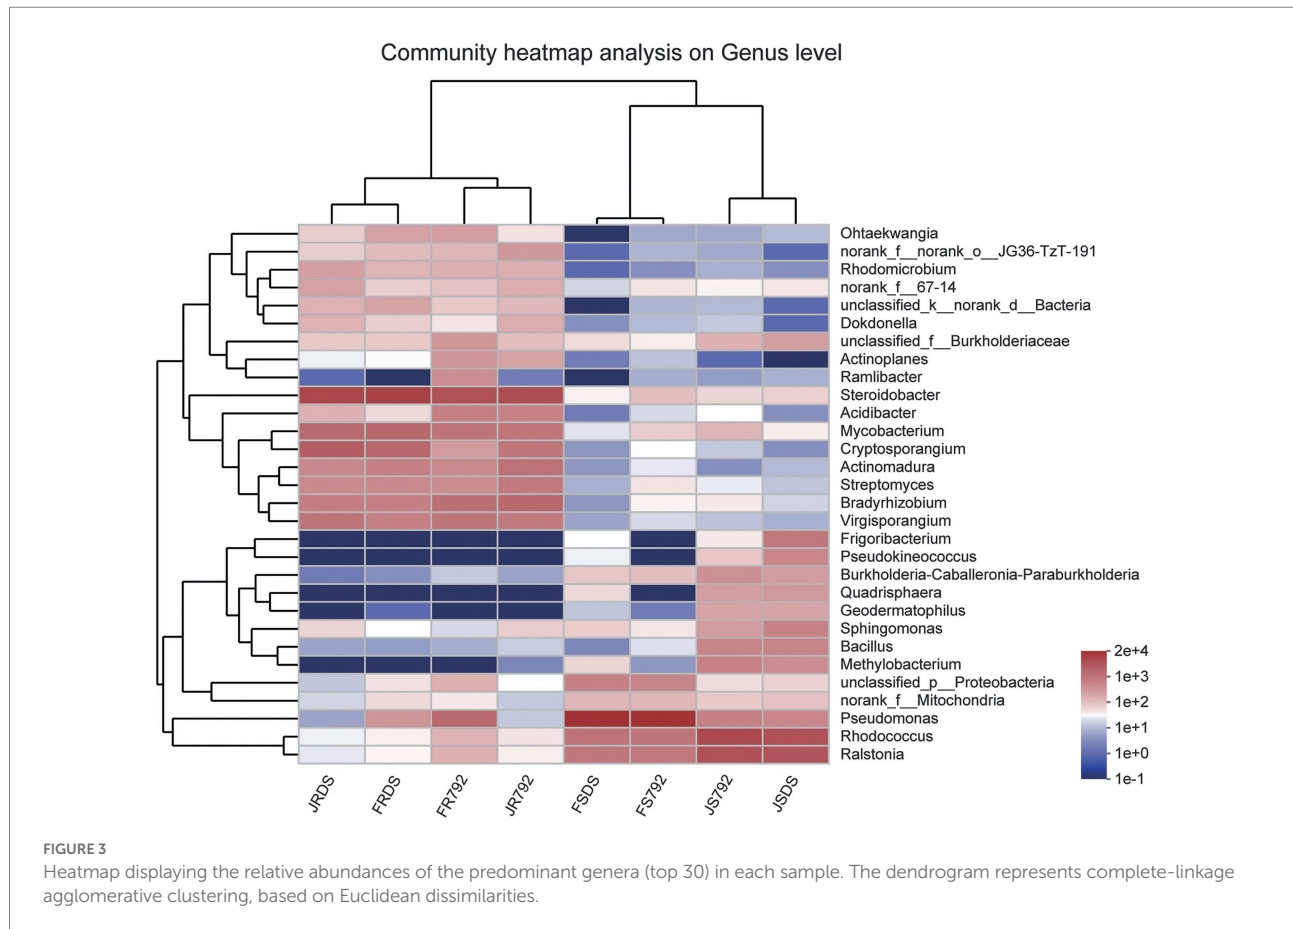 Community heatmap analysis on Genus level
Ohtaekwangia
norank_f__norank_o__JG36-TzT-191
Rhodomicrobium
norank_f__67-14
unclassified_k__norank_d__Bacteria
Dokdonella
unclassified_f__Burkholderiaceae
Actinoplanes
Ramlibacter
Steroidobacter
Acidibacter
Mycobacterium
Cryptosporangium
Actinomadura
Streptomyces
Bradyrhizobium
Virgisporangium
Frigoribacterium
Pseudokineococcus
Burkholderia-Caballeronia-Paraburkholderia
Quadrisphaera
Geodermatophilus
Sphingomonas
Bacillus
Methylobacterium
unclassified_p__Proteobacteria
norank_f__Mitochondria
Pseudomonas
Rhodococcus
Ralstonia
2e+4
1e+3
1e+2
1e+1
1e+0
1e-1
JRDS
FRDS
FR792
JR792
FSDS
FS792
JS792
JSDS
FIGURE 3
Heatmap displaying the relative abundances of the predominant genera (top 30) in each sample. The dendrogram represents complete-linkage
agglomerative clustering, based on Euclidean dissimilarities.